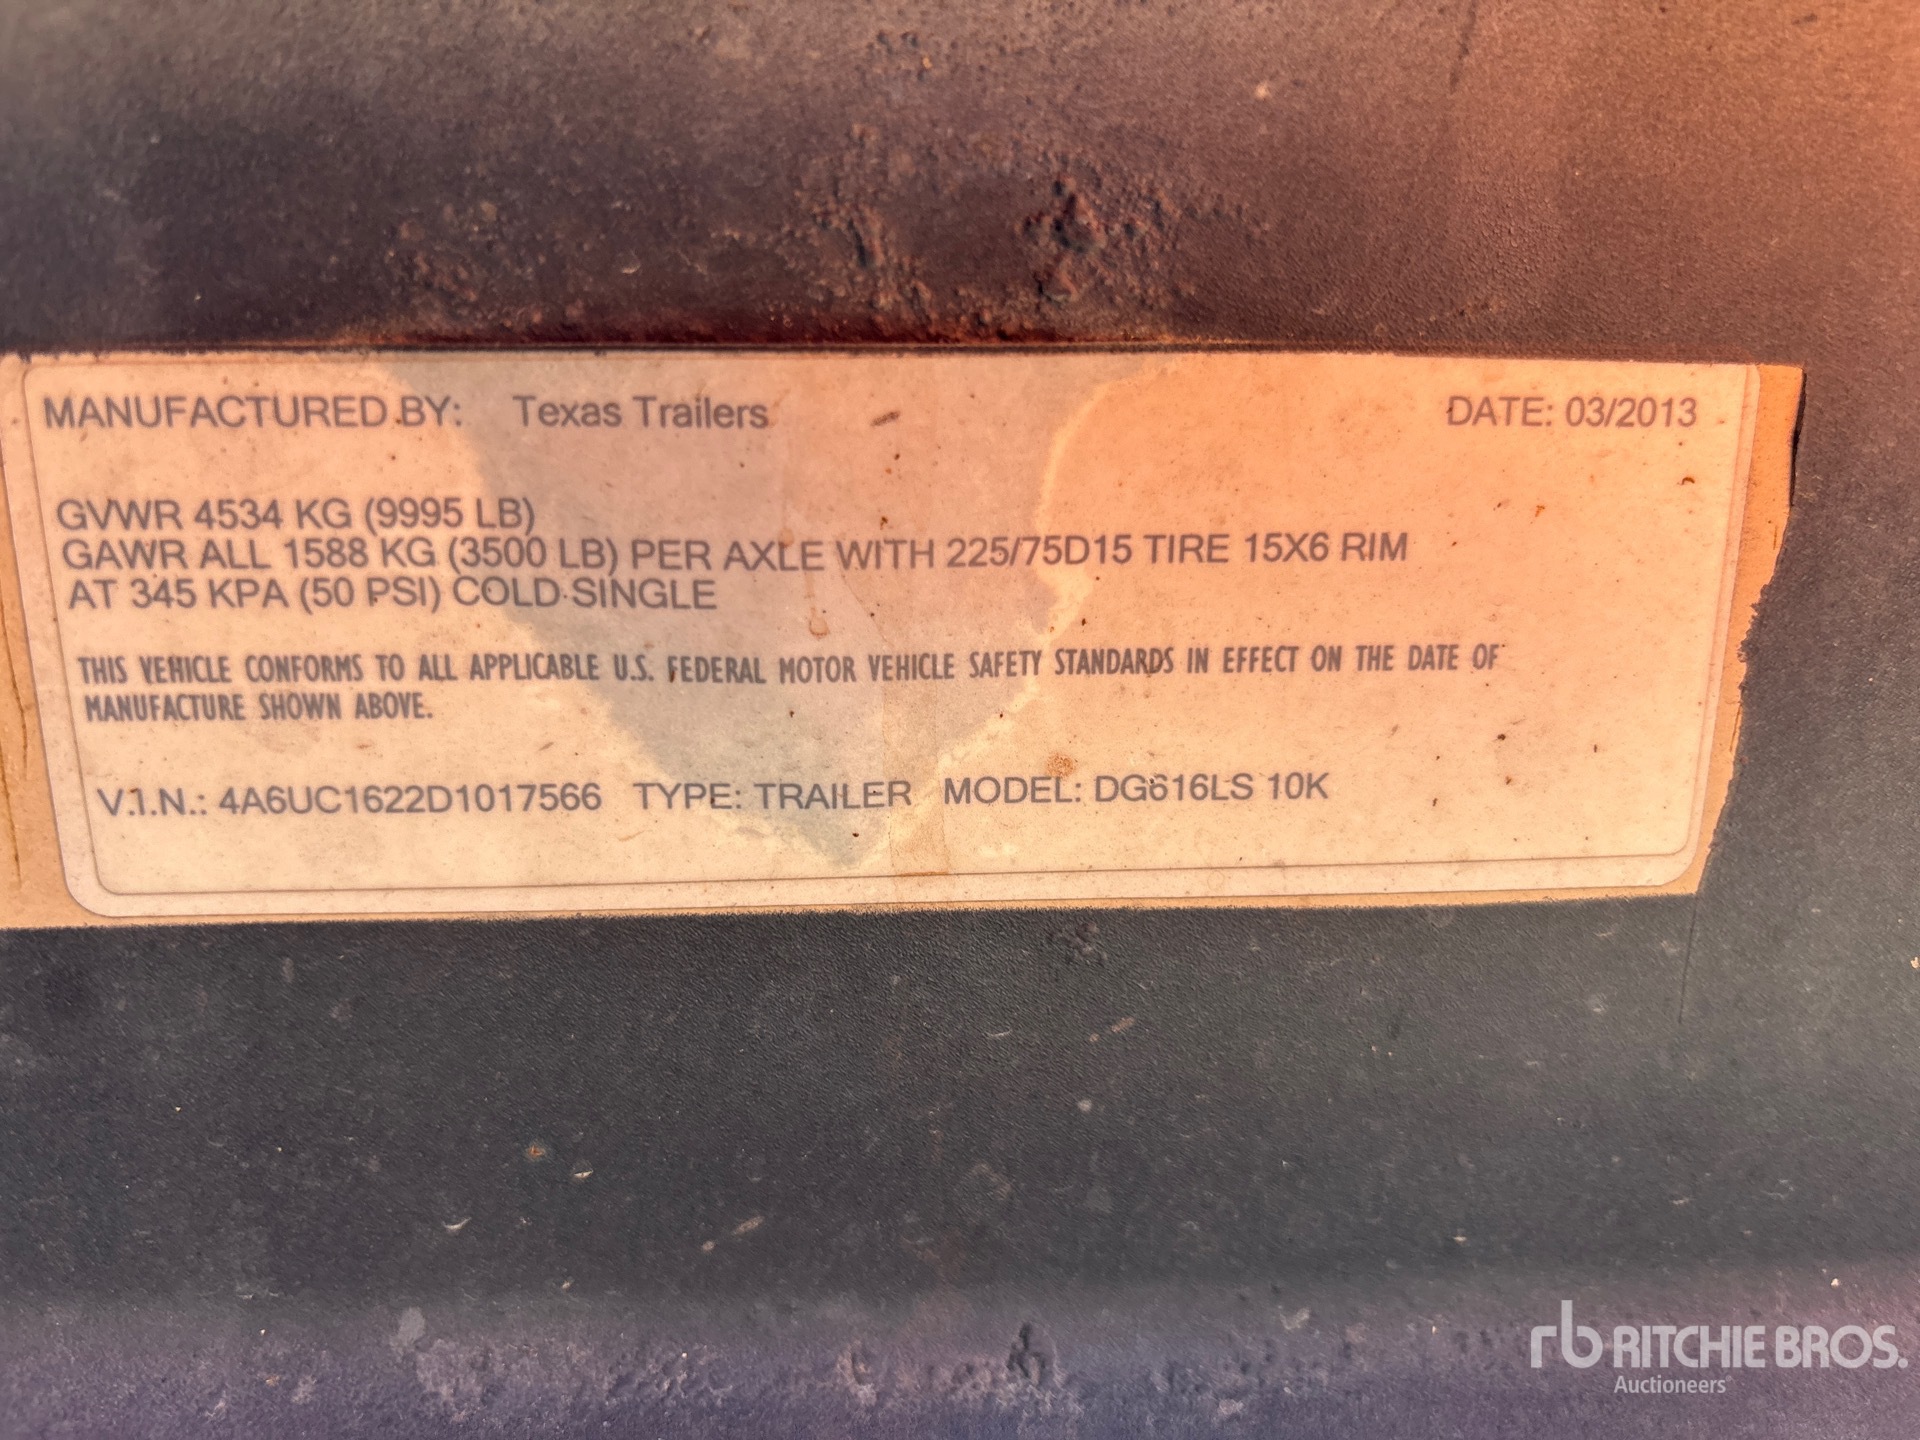 MANUFACTURED BY: Texas Trailers DATE: 03/2013
GVWR 4534 KG (9995 LB)
GAWR ALL 1588 KG (3500 LB) PER AXLE WITH 225/75D15 TIRE 15X6 RIM
AT 345 KPA (50 PSI) COLD SINGLE
THIS VEHICLE CONFORMS TO ALL APPLICABLE U.S. FEDERAL MOTOR VEHICLE SAFETY STANDARDS IN EFFECT ON THE DATE OF
MANUFACTURE SHOWN ABOVE.
V.I.N.: 4A6UC1622D1017566 TYPE: TRAILER MODEL: DG616LS 10K
rb RITCHIE BROS.
Auctioneers